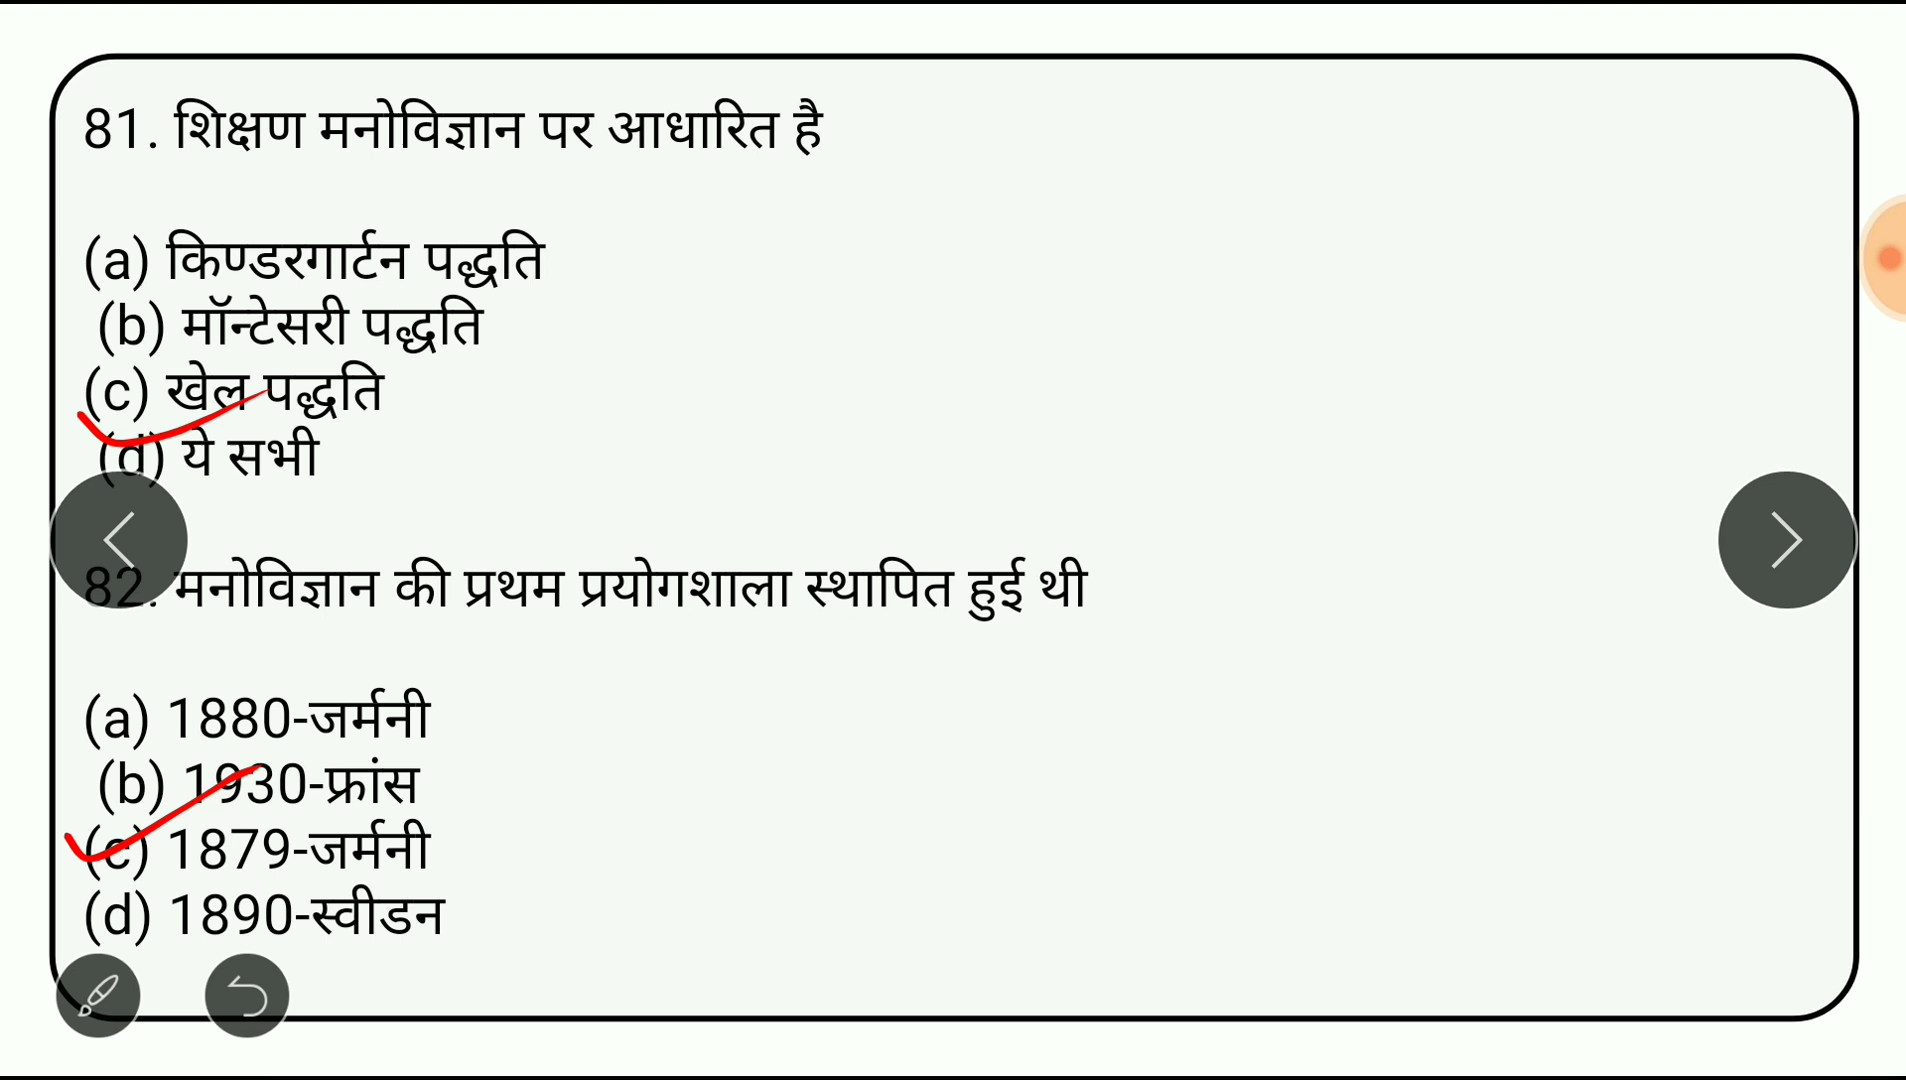 81. शिक्षण मनोविज्ञान पर आधारित है
(a) किण्डरगार्टन पद्धति
(b) मॉन्टेसरी पद्धति
(c) खेल पद्धति
(d) ये सभी
82. मनोविज्ञान की प्रथम प्रयोगशाला स्थापित हुई थी
(a) 1880-जर्मनी
(b) 1930-फ्रांस
(c) 1879-जर्मनी
(d) 1890-स्वीडन